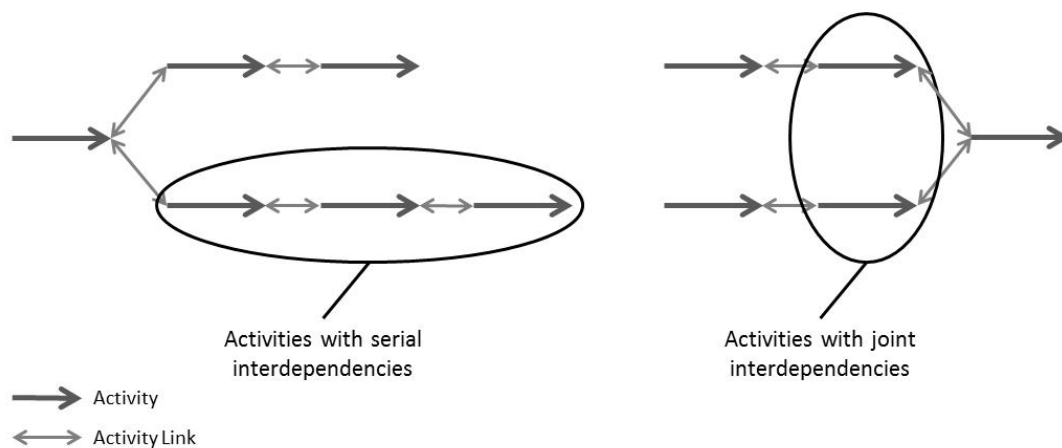 Activities with serial
interdependencies
Activities with joint
interdependencies
Activity
Activity Link